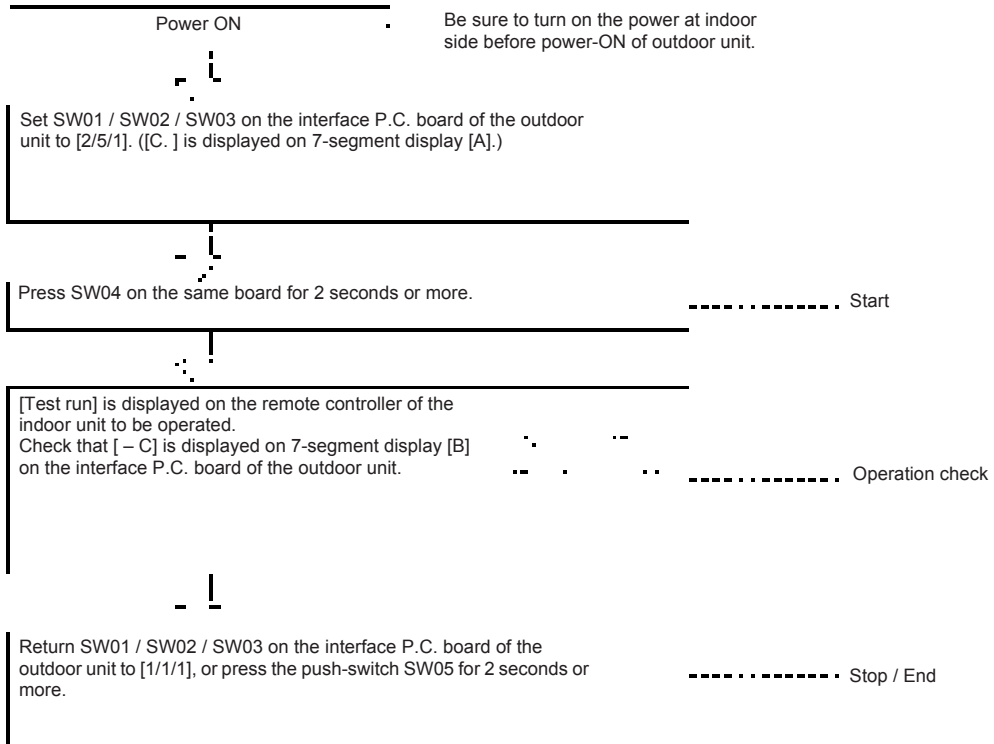 Power ON
Be sure to turn on the power at indoor
side before power-ON of outdoor unit.
Set SW01 / SW02 / SW03 on the interface P.C. board of the outdoor
unit to [2/5/1]. ([C. ] is displayed on 7-segment display [A].)
Press SW04 on the same board for 2 seconds or more.
Start
[Test run] is displayed on the remote controller of the
indoor unit to be operated.
Check that [ – C] is displayed on 7-segment display [B]
on the interface P.C. board of the outdoor unit.
Operation check
Return SW01 / SW02 / SW03 on the interface P.C. board of the
outdoor unit to [1/1/1], or press the push-switch SW05 for 2 seconds or
more.
Stop / End